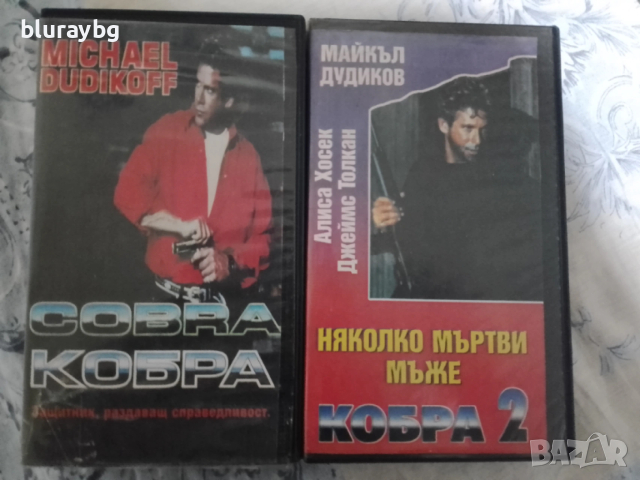 bluraybg
MICHAEL
DUDIKOFF
COBRA
КОБРА
Защитник, раздаващ справедливост.
МАЙКЪЛ
ДУДИКОВ
Алиса Хосек
Джеймс Толкан
НЯКОЛКО МЪРТВИ
МЪЖЕ
КОБРА 2
BAZAR